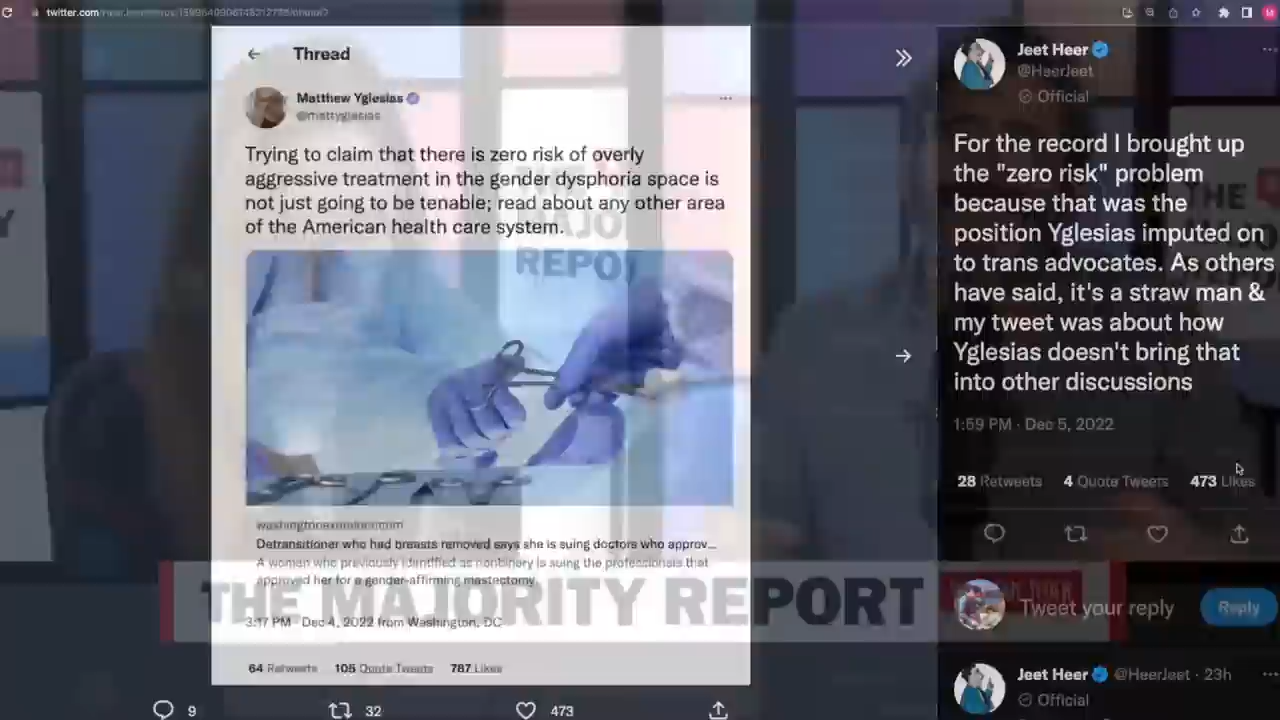 twitter.com
Thread
Matthew Yglesias
@mattyglesias
Trying to claim that there is zero risk of overly
aggressive treatment in the gender dysphoria space is
not just going to be tenable; read about any other area
of the American health care system.
washingtonexaminer.com
Detransitioner who had breasts removed says she is suing doctors who approv...
A woman who previously identified as nonbinary is suing the professionals that
approved her for a gender-affirming mastectomy.
3:17 PM · Dec 4, 2022 from Washington, DC
64 Retweets 105 Quote Tweets 787 Likes
9 32 473
REPO
THE MAJORITY REPORT
Jeet Heer
@HeerJeet
Official
For the record I brought up
the "zero risk" problem
because that was the
position Yglesias imputed on
to trans advocates. As others
have said, it's a straw man &
my tweet was about how
Yglesias doesn't bring that
into other discussions
1:59 PM · Dec 5, 2022
28 Retweets 4 Quote Tweets 473 Likes
Tweet your reply
Reply
Jeet Heer @HeerJeet · 23h
Official
THE